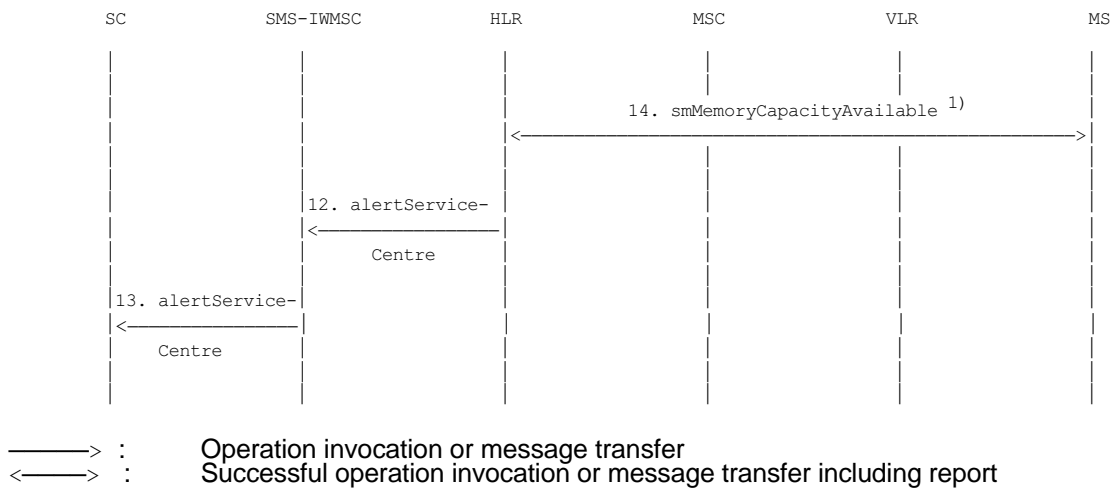 SC SMS-IWMSC HLR MSC VLR MS
14. smMemoryCapacityAvailable 1)
12. alertService-
Centre
13. alertService-
Centre
: Operation invocation or message transfer
: Successful operation invocation or message transfer including report